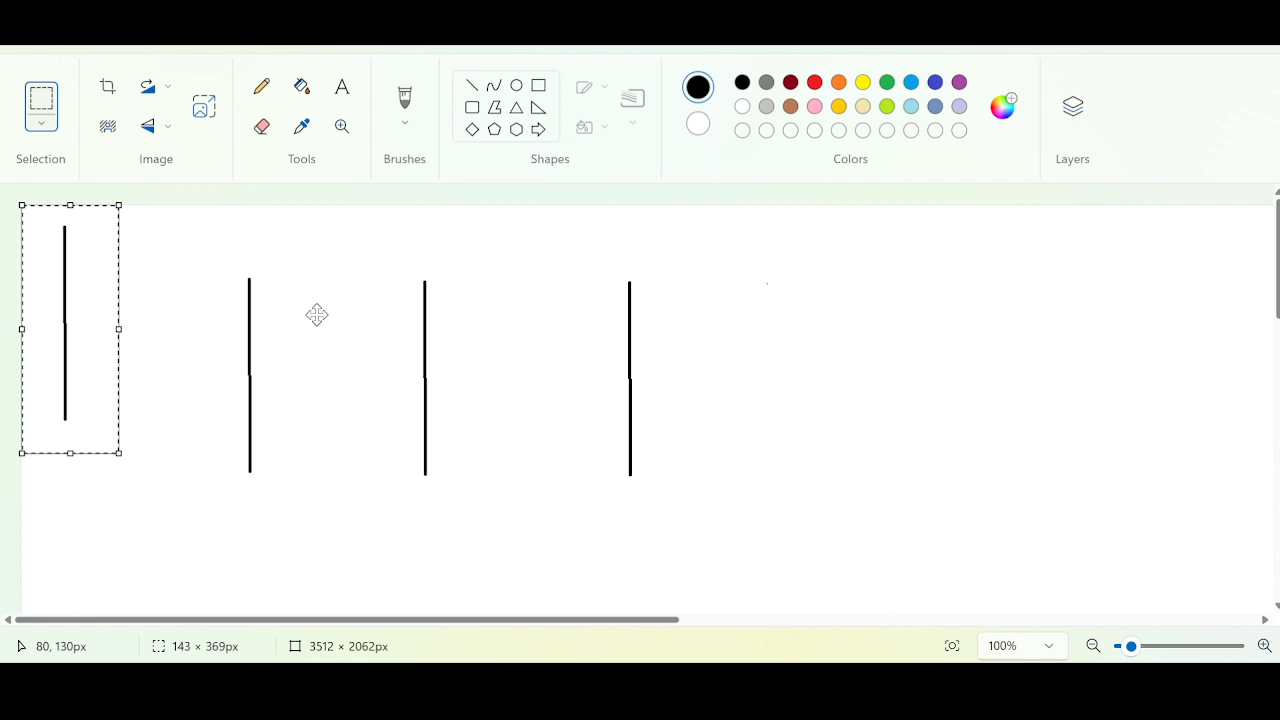 A
Selection
Image
Tools
Brushes
Shapes
Colors
Layers
80, 130px
143 × 369px
3512 × 2062px
100%